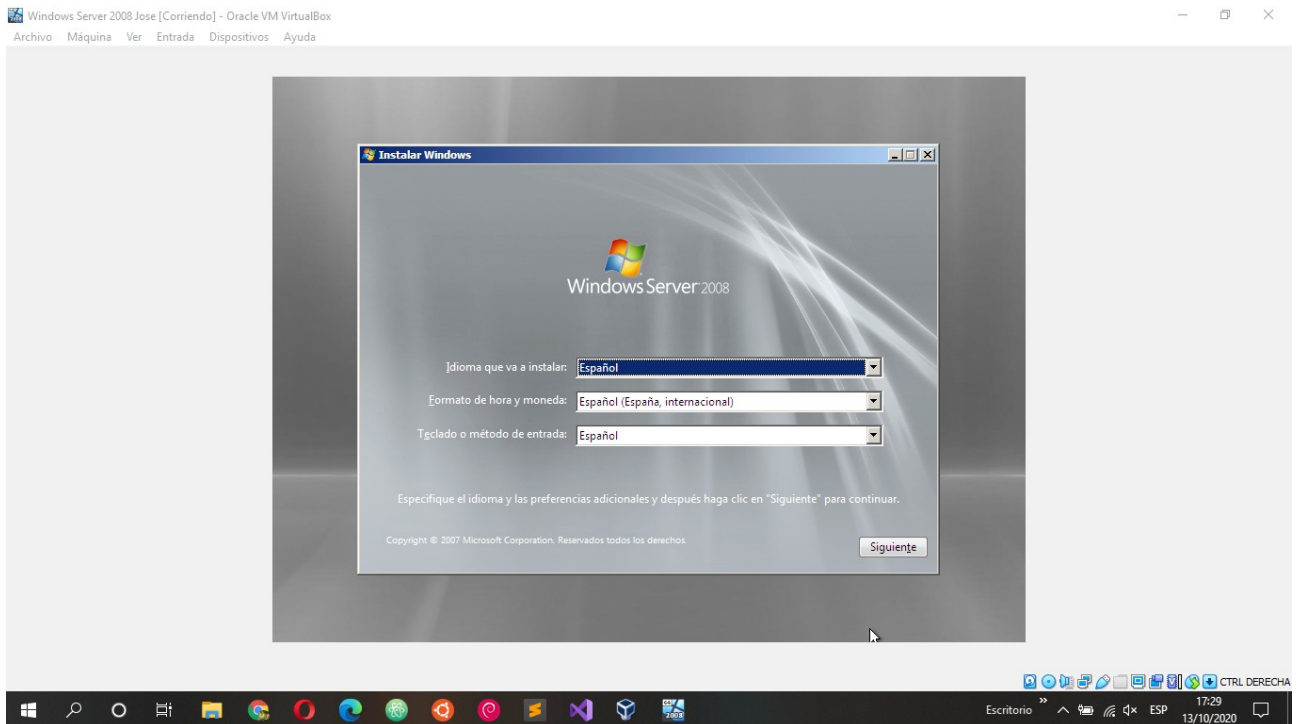 Windows Server 2008 Jose [Corriendo] - Oracle VM VirtualBox
Archivo Máquina Ver Entrada Dispositivos Ayuda
Instalar Windows
Windows Server 2008
Idioma que va a instalar: Español
Formato de hora y moneda: Español (España, internacional)
Teclado o método de entrada: Español
Especifique el idioma y las preferencias adicionales y después haga clic en "Siguiente" para continuar.
Copyright © 2007 Microsoft Corporation. Reservados todos los derechos.
Siguiente
CTRL DERECHA
Escritorio » ESP 17:29
13/10/2020